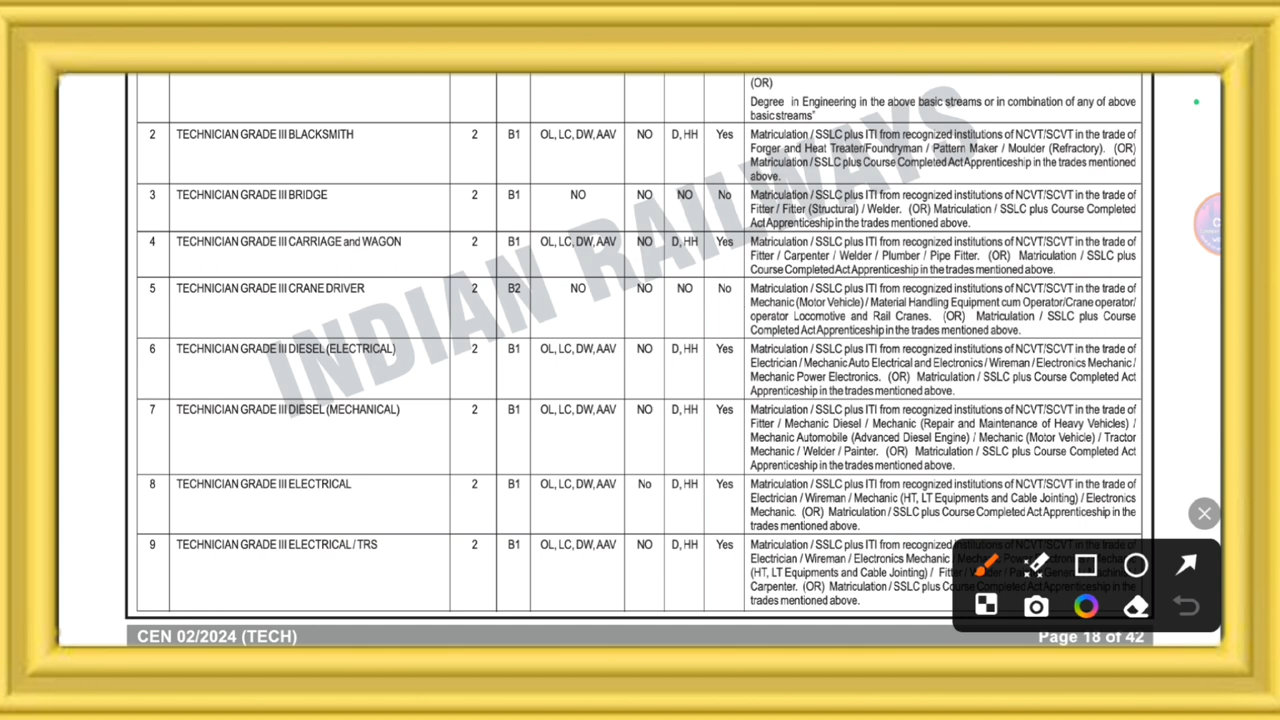 (OR)
Degree in Engineering in the above basic streams or in combination of any of above
basic streams"
2 TECHNICIAN GRADE III BLACKSMITH 2 B1 OL, LC, DW, AAV NO D, HH Yes Matriculation / SSLC plus ITI from recognized institutions of NCVT/SCVT in the trade of
Forger and Heat Treater/Foundryman / Pattern Maker / Moulder (Refractory). (OR)
Matriculation / SSLC plus Course Completed Act Apprenticeship in the trades mentioned
above.
3 TECHNICIAN GRADE III BRIDGE 2 B1 NO NO NO No Matriculation / SSLC plus ITI from recognized institutions of NCVT/SCVT in the trade of
Fitter / Fitter (Structural) / Welder. (OR) Matriculation / SSLC plus Course Completed
Act Apprenticeship in the trades mentioned above.
4 TECHNICIAN GRADE III CARRIAGE and WAGON 2 B1 OL, LC, DW, AAV NO D, HH Yes Matriculation / SSLC plus ITI from recognized institutions of NCVT/SCVT in the trade of
Fitter / Carpenter / Welder / Plumber / Pipe Fitter. (OR) Matriculation / SSLC plus
Course Completed Act Apprenticeship in the trades mentioned above.
5 TECHNICIAN GRADE III CRANE DRIVER 2 B2 NO NO NO No Matriculation / SSLC plus ITI from recognized institutions of NCVT/SCVT in the trade of
Mechanic (Motor Vehicle) / Material Handling Equipment cum Operator/Crane operator/
operator Locomotive and Rail Cranes. (OR) Matriculation / SSLC plus Course
Completed Act Apprenticeship in the trades mentioned above.
6 TECHNICIAN GRADE III DIESEL (ELECTRICAL) 2 B1 OL, LC, DW, AAV NO D, HH Yes Matriculation / SSLC plus ITI from recognized institutions of NCVT/SCVT in the trade of
Electrician / Mechanic Auto Electrical and Electronics / Wireman / Electronics Mechanic /
Mechanic Power Electronics. (OR) Matriculation / SSLC plus Course Completed Act
Apprenticeship in the trades mentioned above.
7 TECHNICIAN GRADE III DIESEL (MECHANICAL) 2 B1 OL, LC, DW, AAV NO D, HH Yes Matriculation / SSLC plus ITI from recognized institutions of NCVT/SCVT in the trade of
Fitter / Mechanic Diesel / Mechanic (Repair and Maintenance of Heavy Vehicles) /
Mechanic Automobile (Advanced Diesel Engine) / Mechanic (Motor Vehicle) / Tractor
Mechanic / Welder / Painter. (OR) Matriculation / SSLC plus Course Completed Act
Apprenticeship in the trades mentioned above.
8 TECHNICIAN GRADE III ELECTRICAL 2 B1 OL, LC, DW, AAV No D, HH Yes Matriculation / SSLC plus ITI from recognized institutions of NCVT/SCVT in the trade of
Electrician / Wireman / Mechanic (HT, LT Equipments and Cable Jointing) / Electronics
Mechanic. (OR) Matriculation / SSLC plus Course Completed Act Apprenticeship in the
trades mentioned above.
9 TECHNICIAN GRADE III ELECTRICAL / TRS 2 B1 OL, LC, DW, AAV NO D, HH Yes Matriculation / SSLC plus ITI from recognized institutions of NCVT/SCVT in the trade of
Electrician / Wireman / Electronics Mechanic
(HT, LT Equipments and Cable Jointing) / Fitter
Carpenter. (OR) Matriculation / SSLC plus Course Completed Act Apprenticeship in the
trades mentioned above.
INDIAN RAILWAYS
CEN 02/2024 (TECH) Page 18 of 42